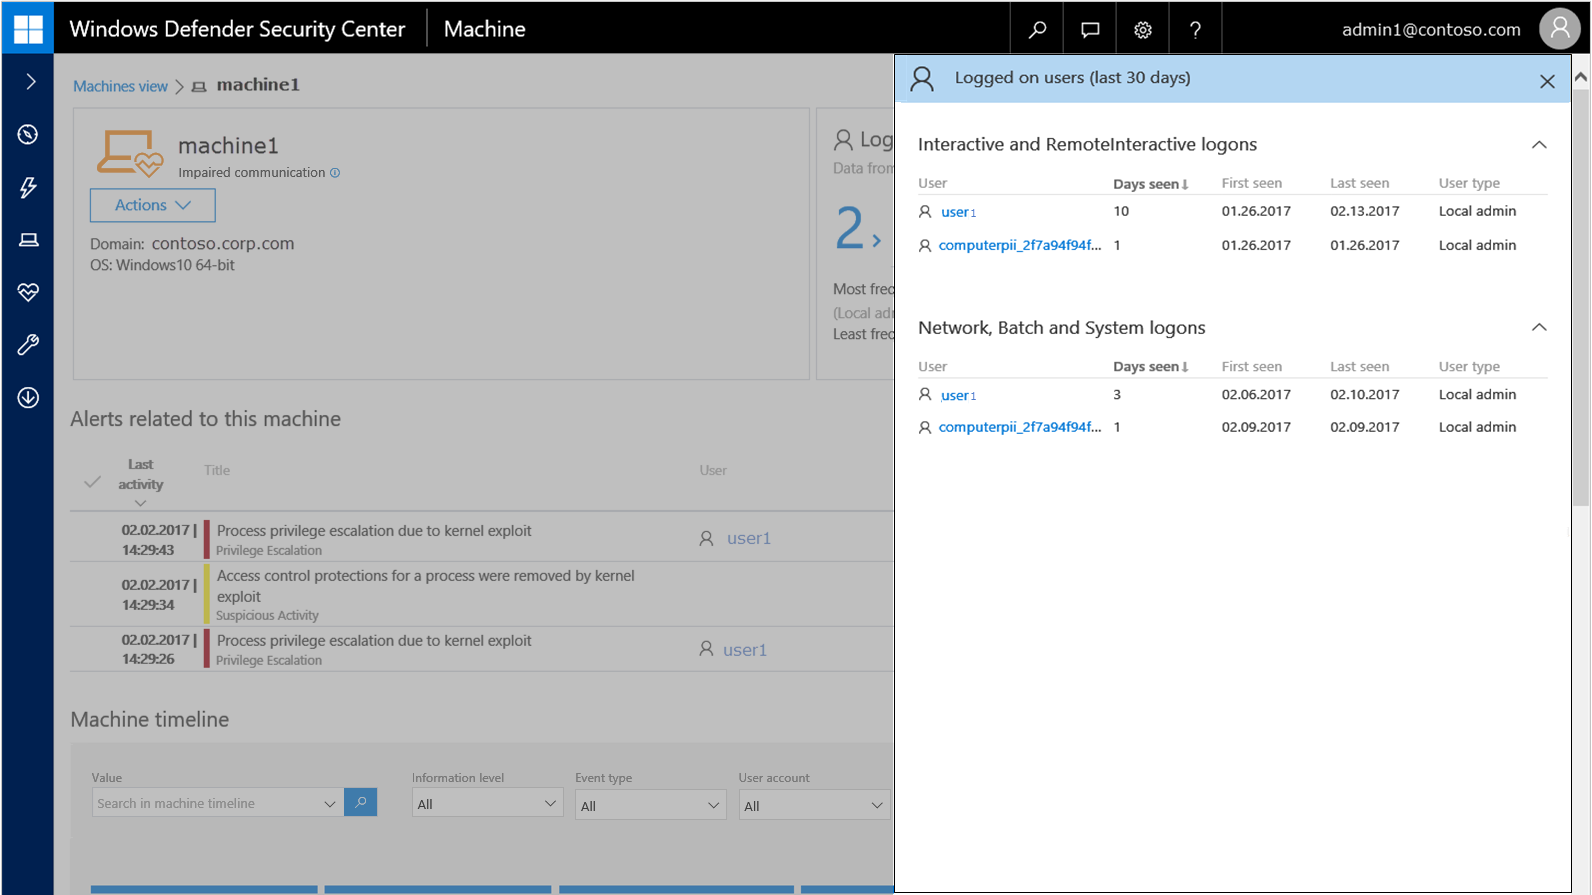 Windows Defender Security Center
Machine
?
admin1@contoso.com
Machines view
machine1
machine1
Impaired communication
Actions
Domain: contoso.corp.com
OS: Windows10 64-bit
Log
Data from
2
Most freq
(Local adm
Least freq
Alerts related to this machine
Last activity
Title
User
02.02.2017 | 14:29:43
Process privilege escalation due to kernel exploit
Privilege Escalation
user1
02.02.2017 | 14:29:34
Access control protections for a process were removed by kernel
exploit
Suspicious Activity
02.02.2017 | 14:29:26
Process privilege escalation due to kernel exploit
Privilege Escalation
user1
Machine timeline
Value
Information level
Event type
User account
Search in machine timeline
All
All
All
Logged on users (last 30 days)
Interactive and RemoteInteractive logons
User Days seen First seen Last seen User type
user1 10 01.26.2017 02.13.2017 Local admin
computerpii_2f7a94f94f... 1 01.26.2017 01.26.2017 Local admin
Network, Batch and System logons
User Days seen First seen Last seen User type
user1 3 02.06.2017 02.10.2017 Local admin
computerpii_2f7a94f94f... 1 02.09.2017 02.09.2017 Local admin